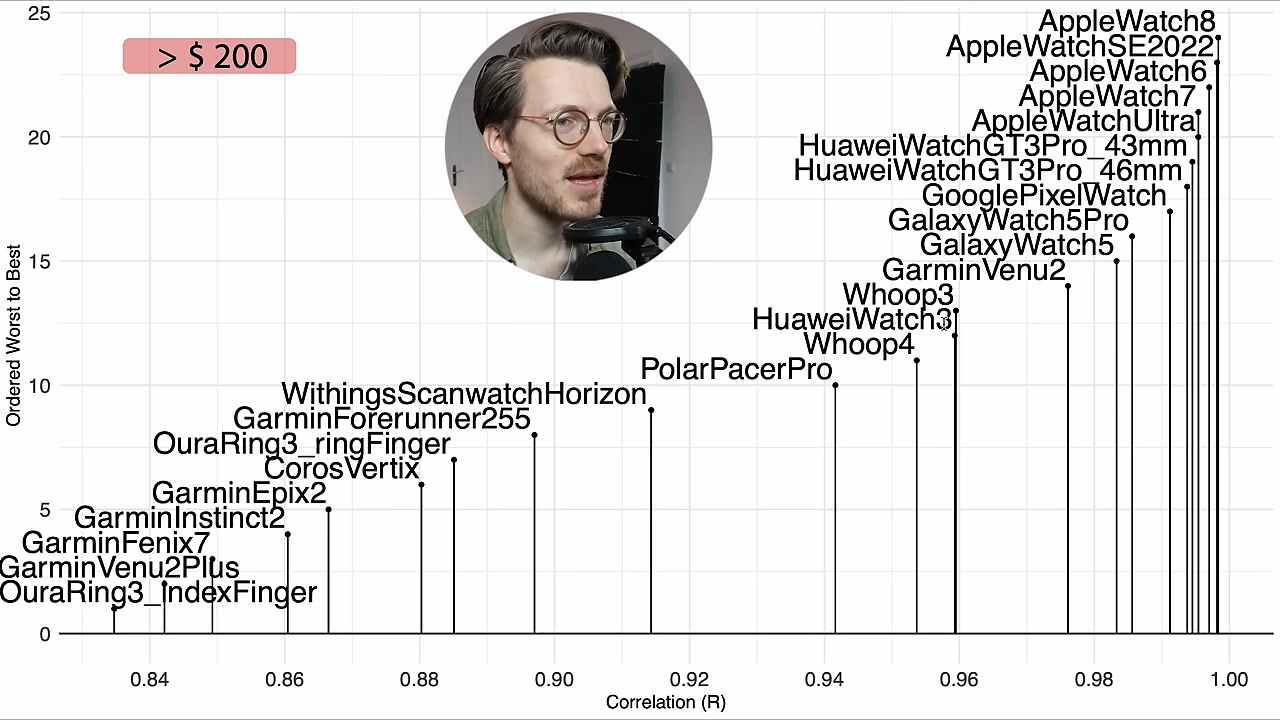 25
> $ 200
AppleWatch8
AppleWatchSE2022
AppleWatch6
AppleWatch7
20
AppleWatchUltra
HuaweiWatchGT3Pro_43mm
HuaweiWatchGT3Pro_46mm
GooglePixelWatch
GalaxyWatch5Pro
15
GalaxyWatch5
GarminVenu2
Whoop3
HuaweiWatch3
Whoop4
10
PolarPacerPro
WithingsScanwatchHorizon
GarminForerunner255
OuraRing3_ringFinger
CorosVertix
GarminEpix2
5
GarminInstinct2
GarminFenix7
GarminVenu2Plus
OuraRing3_indexFinger
0
Ordered Worst to Best
0.84 0.86 0.88 0.90 0.92 0.94 0.96 0.98 1.00
Correlation (R)